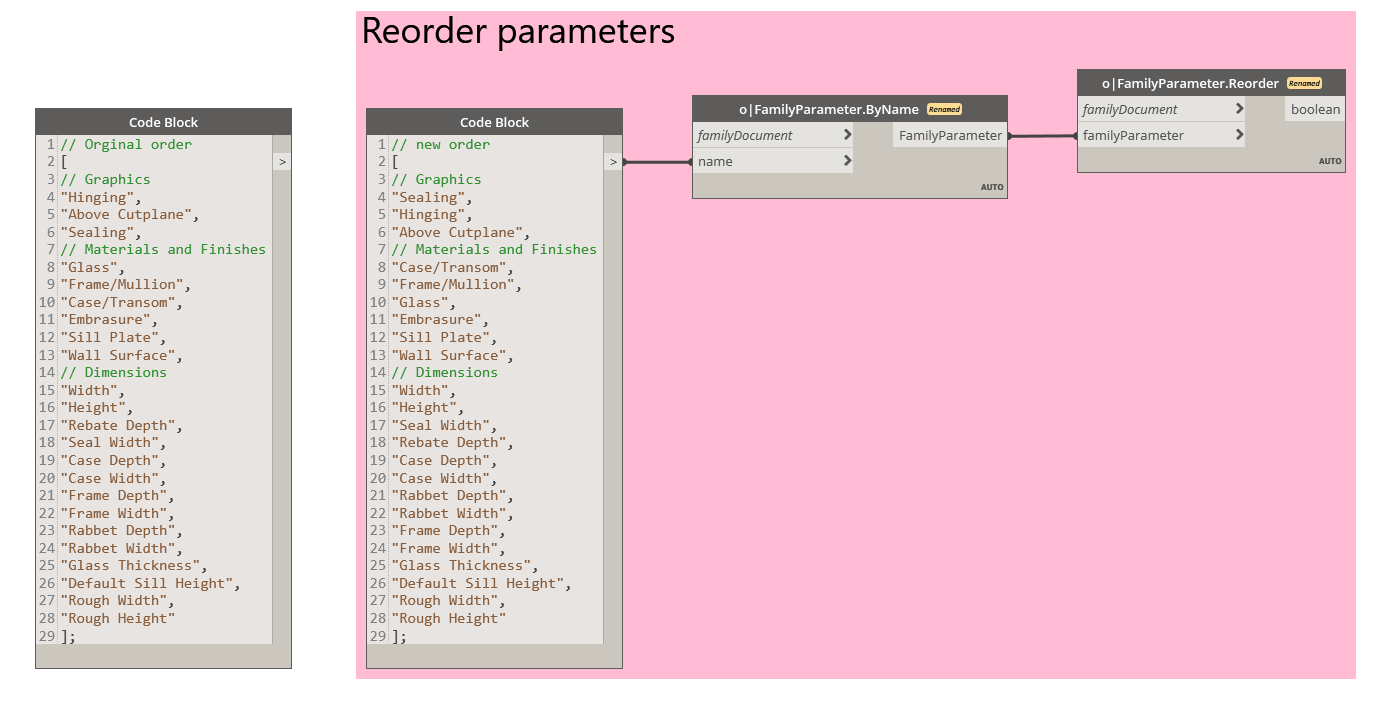 Reorder parameters
Code Block
1 // Orginal order
2 [
3 // Graphics
4 "Hinging",
5 "Above Cutplane",
6 "Sealing",
7 // Materials and Finishes
8 "Glass",
9 "Frame/Mullion",
10 "Case/Transom",
11 "Embrasure",
12 "Sill Plate",
13 "Wall Surface",
14 // Dimensions
15 "Width",
16 "Height",
17 "Rebate Depth",
18 "Seal Width",
19 "Case Depth",
20 "Case Width",
21 "Frame Depth",
22 "Frame Width",
23 "Rabbet Depth",
24 "Rabbet Width",
25 "Glass Thickness",
26 "Default Sill Height",
27 "Rough Width",
28 "Rough Height"
29 ];
>
Code Block
1 // new order
2 [
3 // Graphics
4 "Sealing",
5 "Hinging",
6 "Above Cutplane",
7 // Materials and Finishes
8 "Case/Transom",
9 "Frame/Mullion",
10 "Glass",
11 "Embrasure",
12 "Sill Plate",
13 "Wall Surface",
14 // Dimensions
15 "Width",
16 "Height",
17 "Seal Width",
18 "Rebate Depth",
19 "Case Depth",
20 "Case Width",
21 "Rabbet Depth",
22 "Rabbet Width",
23 "Frame Depth",
24 "Frame Width",
25 "Glass Thickness",
26 "Default Sill Height",
27 "Rough Width",
28 "Rough Height"
29 ];
>
o|FamilyParameter.ByName Renamed
familyDocument > FamilyParameter
name >
AUTO
o|FamilyParameter.Reorder Renamed
familyDocument > boolean
familyParameter >
AUTO